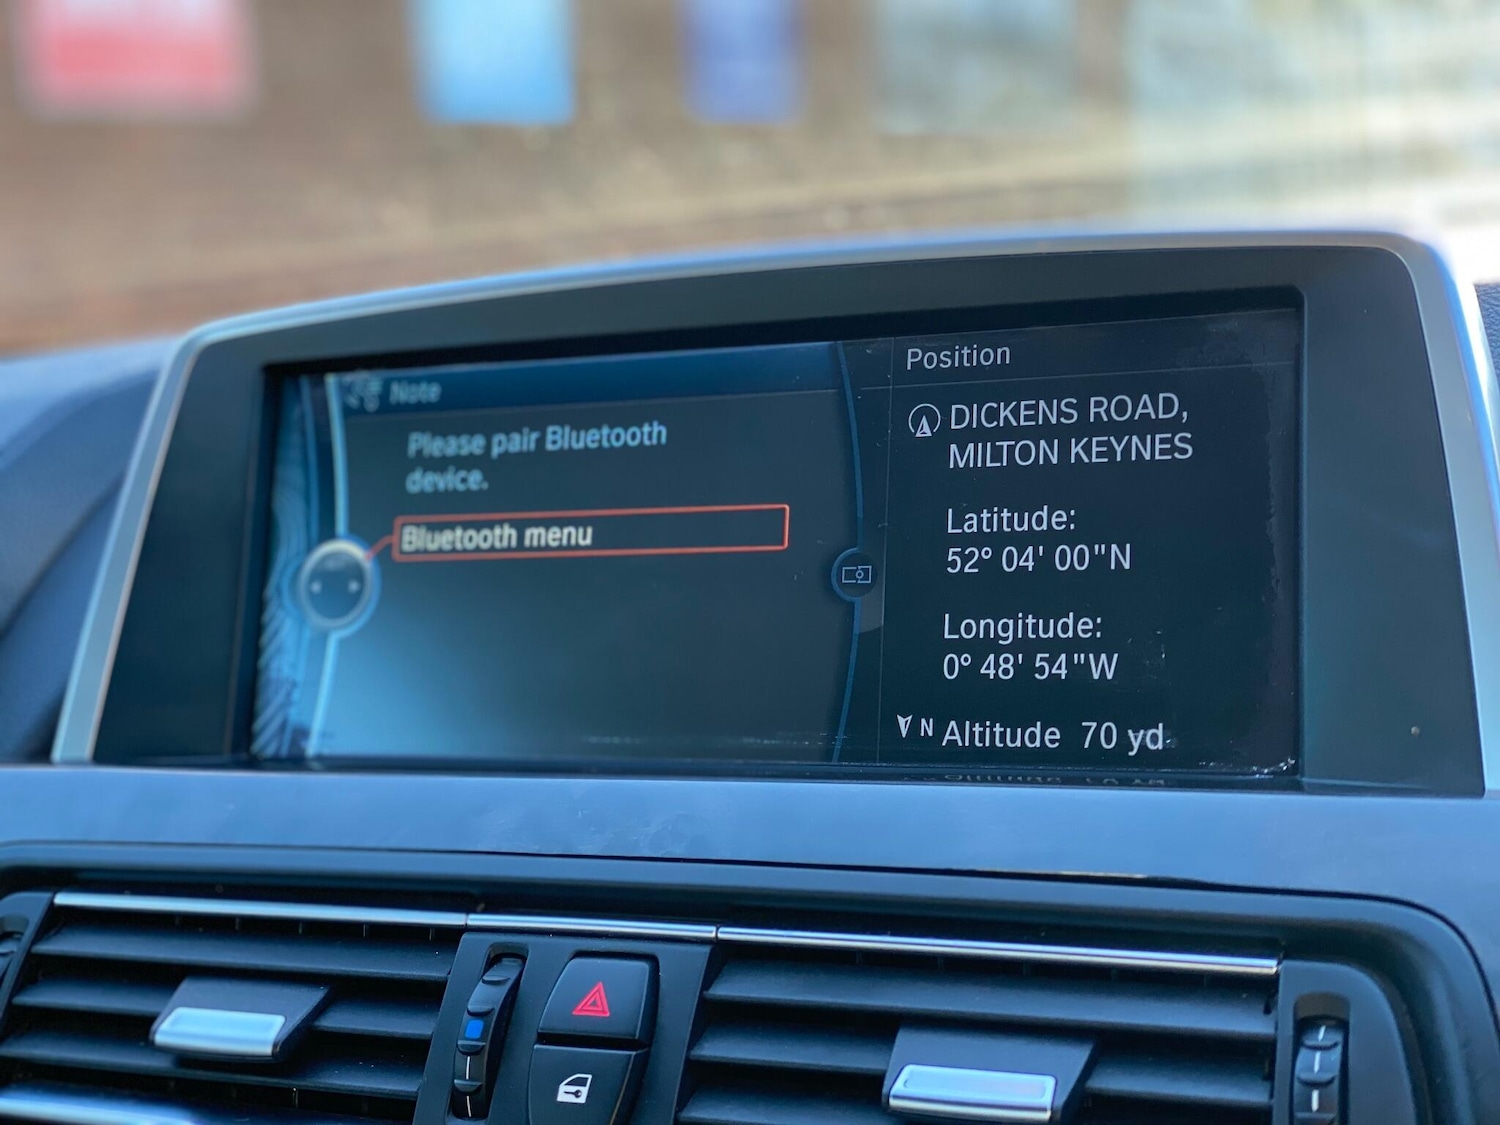 Note
Please pair Bluetooth
device.
Bluetooth menu
Position
DICKENS ROAD,
MILTON KEYNES
Latitude:
52° 04' 00"N
Longitude:
0° 48' 54"W
N Altitude 70 yd